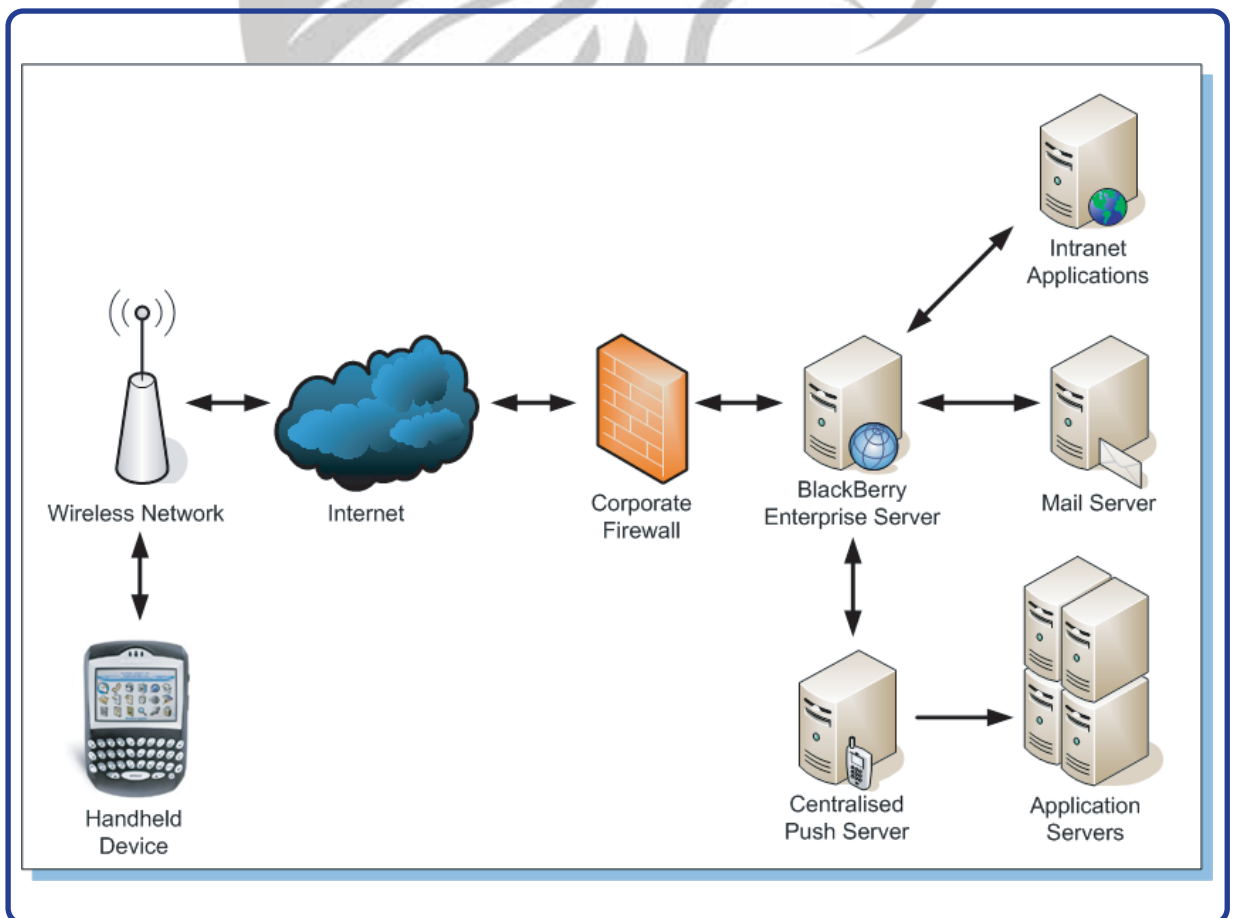 Intranet
Applications
Wireless Network
Internet
Corporate
Firewall
BlackBerry
Enterprise Server
Mail Server
Handheld
Device
Centralised
Push Server
Application
Servers